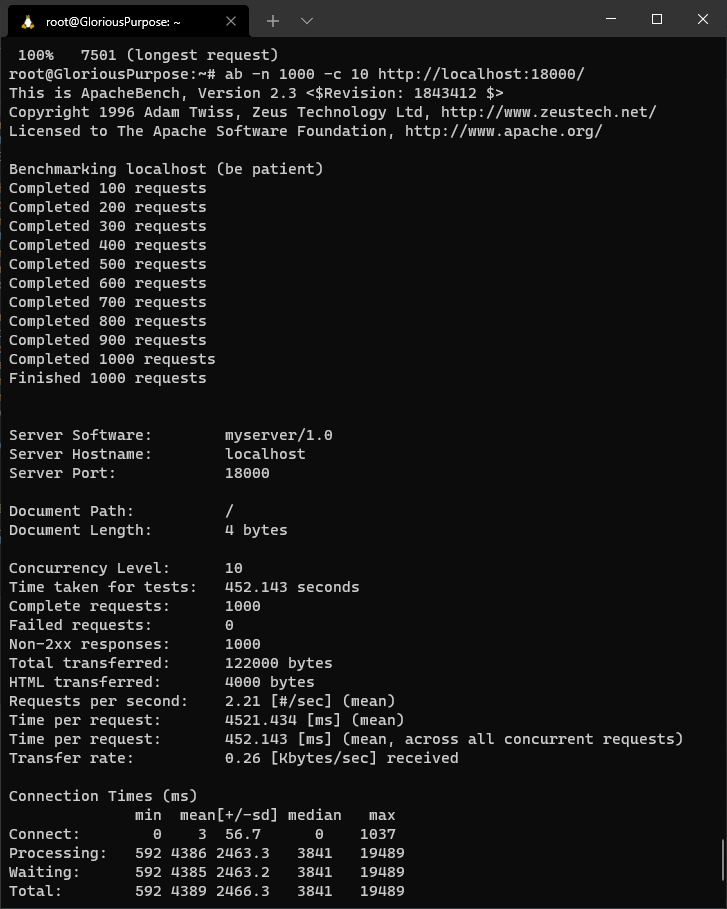 root@GloriousPurpose: ~
100%   7501 (longest request)
root@GloriousPurpose:~# ab -n 1000 -c 10 http://localhost:18000/
This is ApacheBench, Version 2.3 <$Revision: 1843412 $>
Copyright 1996 Adam Twiss, Zeus Technology Ltd, http://www.zeustech.net/
Licensed to The Apache Software Foundation, http://www.apache.org/
Benchmarking localhost (be patient)
Completed 100 requests
Completed 200 requests
Completed 300 requests
Completed 400 requests
Completed 500 requests
Completed 600 requests
Completed 700 requests
Completed 800 requests
Completed 900 requests
Completed 1000 requests
Finished 1000 requests
Server Software:        myserver/1.0
Server Hostname:        localhost
Server Port:            18000
Document Path:          /
Document Length:        4 bytes
Concurrency Level:      10
Time taken for tests:   452.143 seconds
Complete requests:      1000
Failed requests:        0
Non-2xx responses:      1000
Total transferred:      122000 bytes
HTML transferred:       4000 bytes
Requests per second:    2.21 [#/sec] (mean)
Time per request:       4521.434 [ms] (mean)
Time per request:       452.143 [ms] (mean, across all concurrent requests)
Transfer rate:          0.26 [Kbytes/sec] received
Connection Times (ms)
              min  mean[+/-sd] median   max
Connect:        0    3  56.7      0    1037
Processing:   592 4386 2463.3   3841   19489
Waiting:      592 4385 2463.2   3841   19489
Total:        592 4389 2466.3   3841   19489